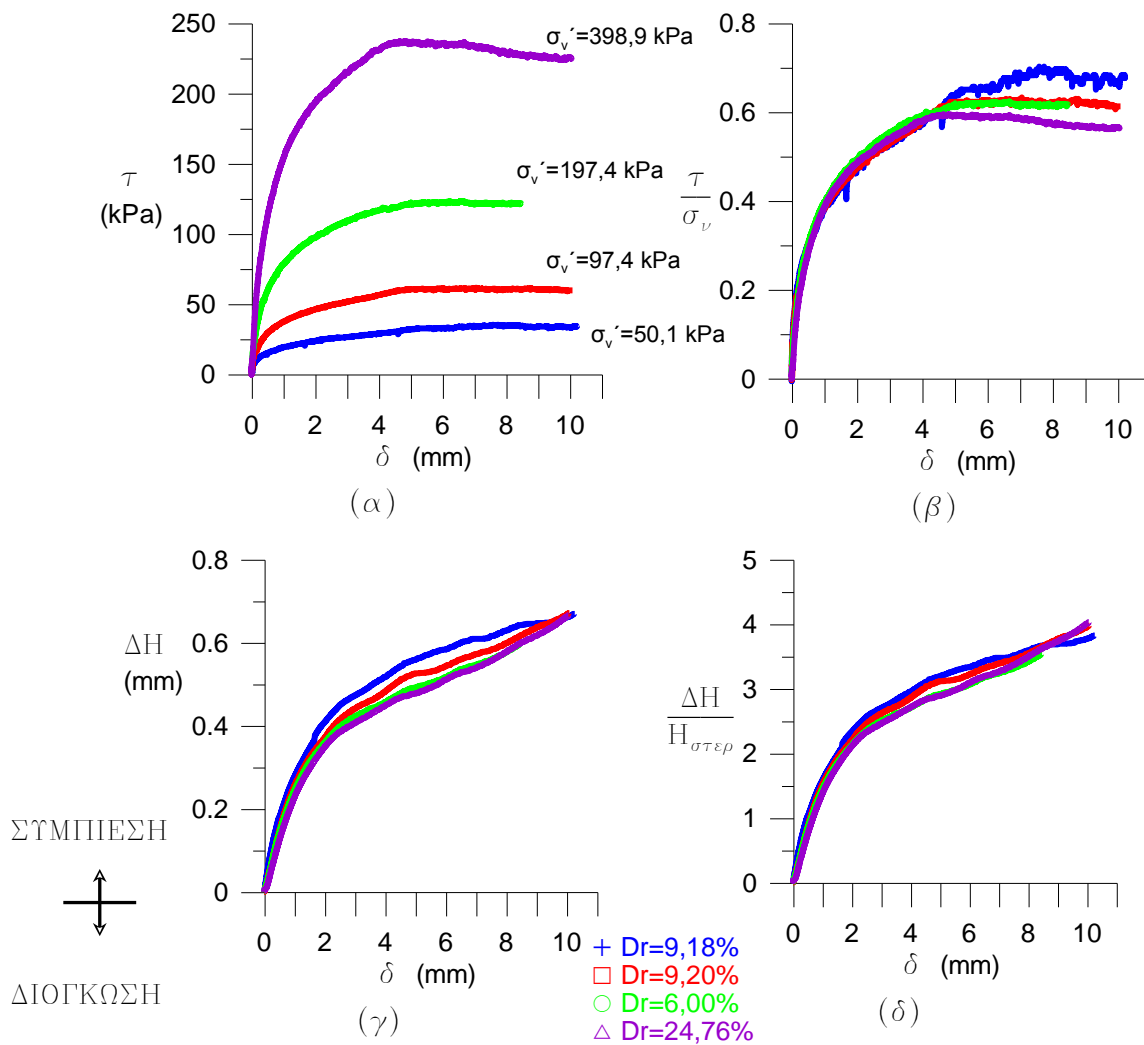 250
200
150
100
50
0
τ
(kPa)
0 2 4 6 8 10
δ (mm)
(α)
σv´=398,9 kPa
σv´=197,4 kPa
σv´=97,4 kPa
σv´=50,1 kPa
0.8
0.6
0.4
0.2
0
τ
σν
0 2 4 6 8 10
δ (mm)
(β)
0.8
0.6
0.4
0.2
0
ΔH
(mm)
0 2 4 6 8 10
δ (mm)
(γ)
5
4
3
2
1
0
ΔH
Hστερ
0 2 4 6 8 10
δ (mm)
(δ)
ΣΥΜΠΙΕΣΗ
ΔΙΟΓΚΩΣΗ
Dr=9,18%
Dr=9,20%
Dr=6,00%
Dr=24,76%